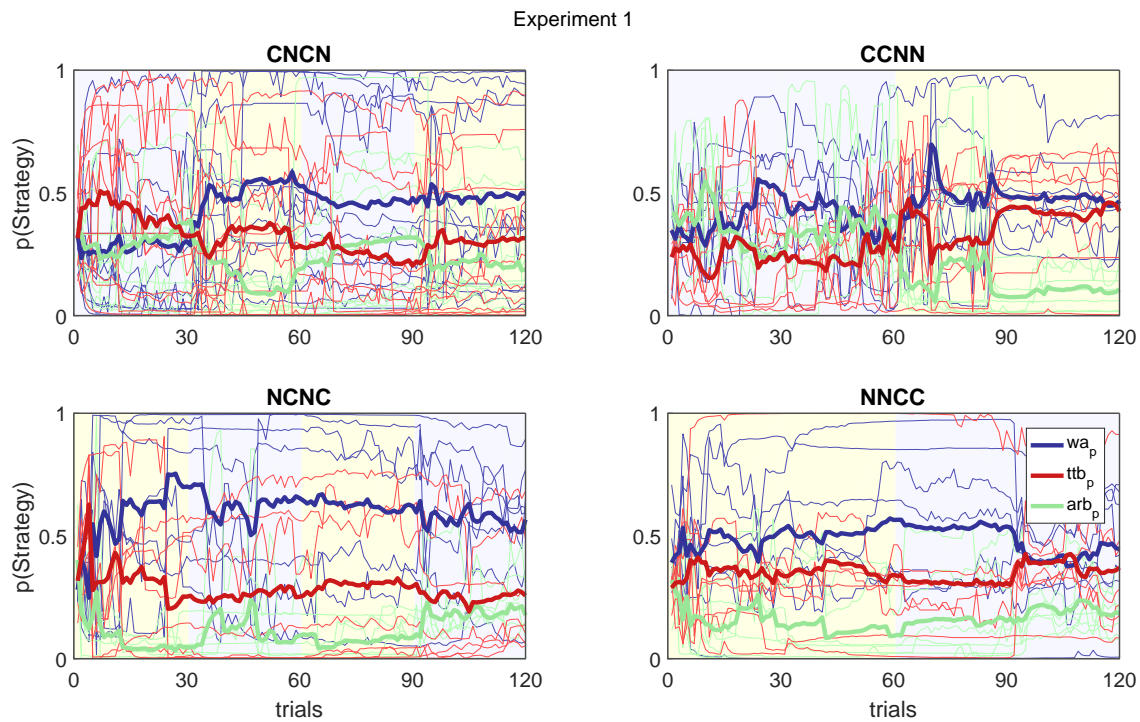 Experiment 1
CNCN
CCNN
p(Strategy)
1
0.5
0
0 30 60 90 120
1
0.5
0
0 30 60 90 120
NCNC
NNCC
p(Strategy)
1
0.5
0
0 30 60 90 120
trials
1
0.5
0
0 30 60 90 120
trials
wa_p
ttb_p
arb_p